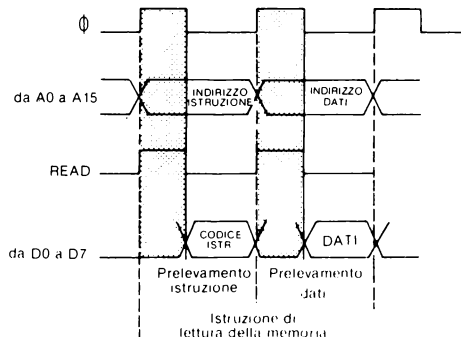 Φ
da A0 a A15
INDIRIZZO
ISTRUZIONE
INDIRIZZO
DATI
READ
da D0 a D7
CODICE
ISTR
DATI
Prelevamento
istruzione
Prelevamento
dati
Istruzione di
lettura della memoria